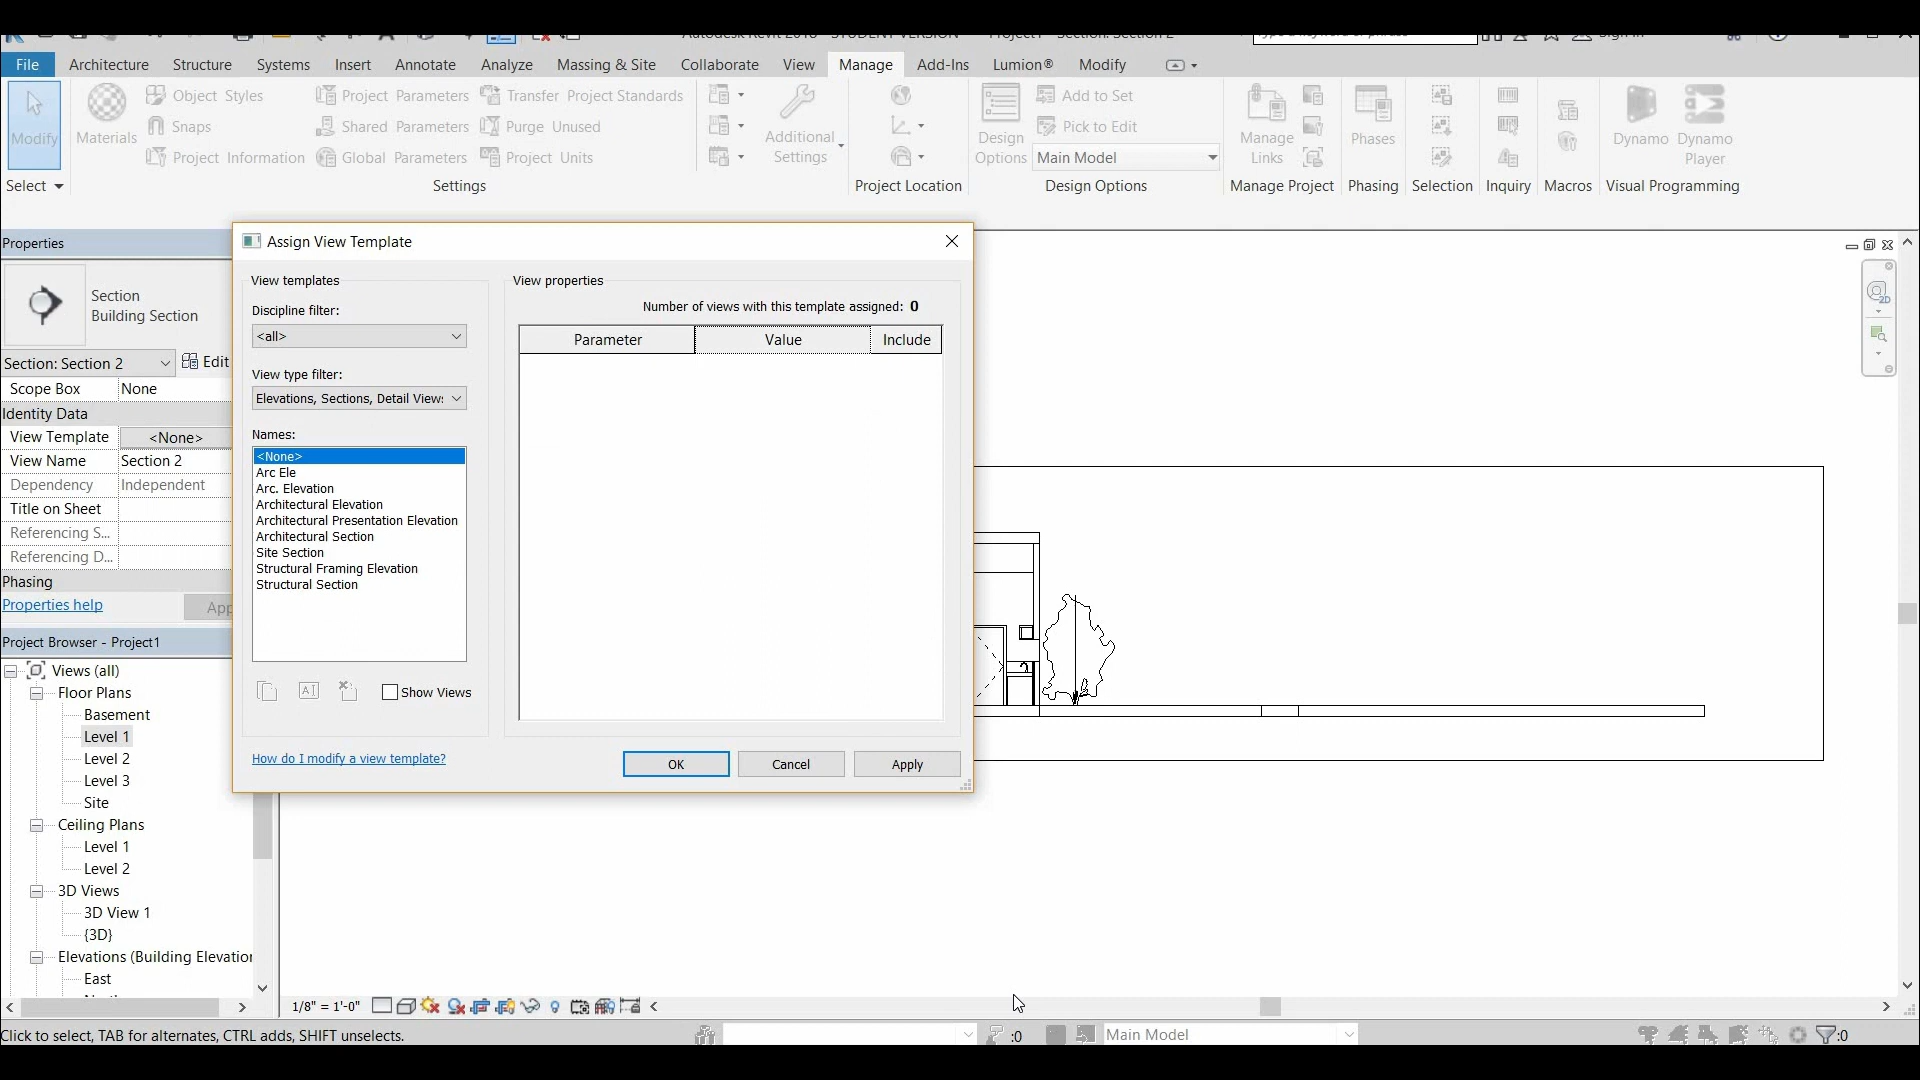 File Architecture Structure Systems Insert Annotate Analyze Massing & Site Collaborate View Manage Add-Ins Lumion® Modify
Modify
Materials
Object Styles
Snaps
Project Information
Project Parameters
Shared Parameters
Global Parameters
Transfer Project Standards
Purge Unused
Project Units
Additional
Settings
Design
Options
Add to Set
Pick to Edit
Main Model
Manage
Links
Phases
Dynamo
Dynamo
Player
Select Settings Project Location Design Options Manage Project Phasing Selection Inquiry Macros Visual Programming
Properties
Section
Building Section
Section: Section 2 Edit
Scope Box None
Identity Data
View Template <None>
View Name Section 2
Dependency Independent
Title on Sheet
Referencing S...
Referencing D...
Phasing
Properties help
App
Project Browser - Project1
Views (all)
Floor Plans
Basement
Level 1
Level 2
Level 3
Site
Ceiling Plans
Level 1
Level 2
3D Views
3D View 1
{3D}
Elevations (Building Elevation
East
Assign View Template
View templates
Discipline filter:
<all>
View type filter:
Elevations, Sections, Detail Views
Names:
<None>
Arc Ele
Arc. Elevation
Architectural Elevation
Architectural Presentation Elevation
Architectural Section
Site Section
Structural Framing Elevation
Structural Section
Show Views
How do I modify a view template?
View properties
Number of views with this template assigned: 0
Parameter Value Include
OK Cancel Apply
2D
1/8" = 1'-0"
Click to select, TAB for alternates, CTRL adds, SHIFT unselects.
:0
Main Model
:0